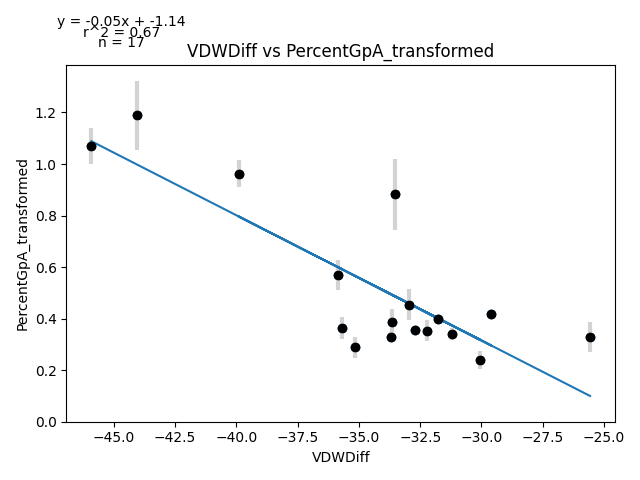 y = -0.05x + -1.14
r^2 = 0.67
n = 17
VDWDiff vs PercentGpA_transformed
PercentGpA_transformed
1.2
1.0
0.8
0.6
0.4
0.2
0.0
−45.0 −42.5 −40.0 −37.5 −35.0 −32.5 −30.0 −27.5 −25.0
VDWDiff